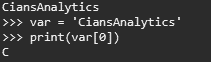 CiansAnalytics
>>> var = 'CiansAnalytics'
>>> print(var[0])
C